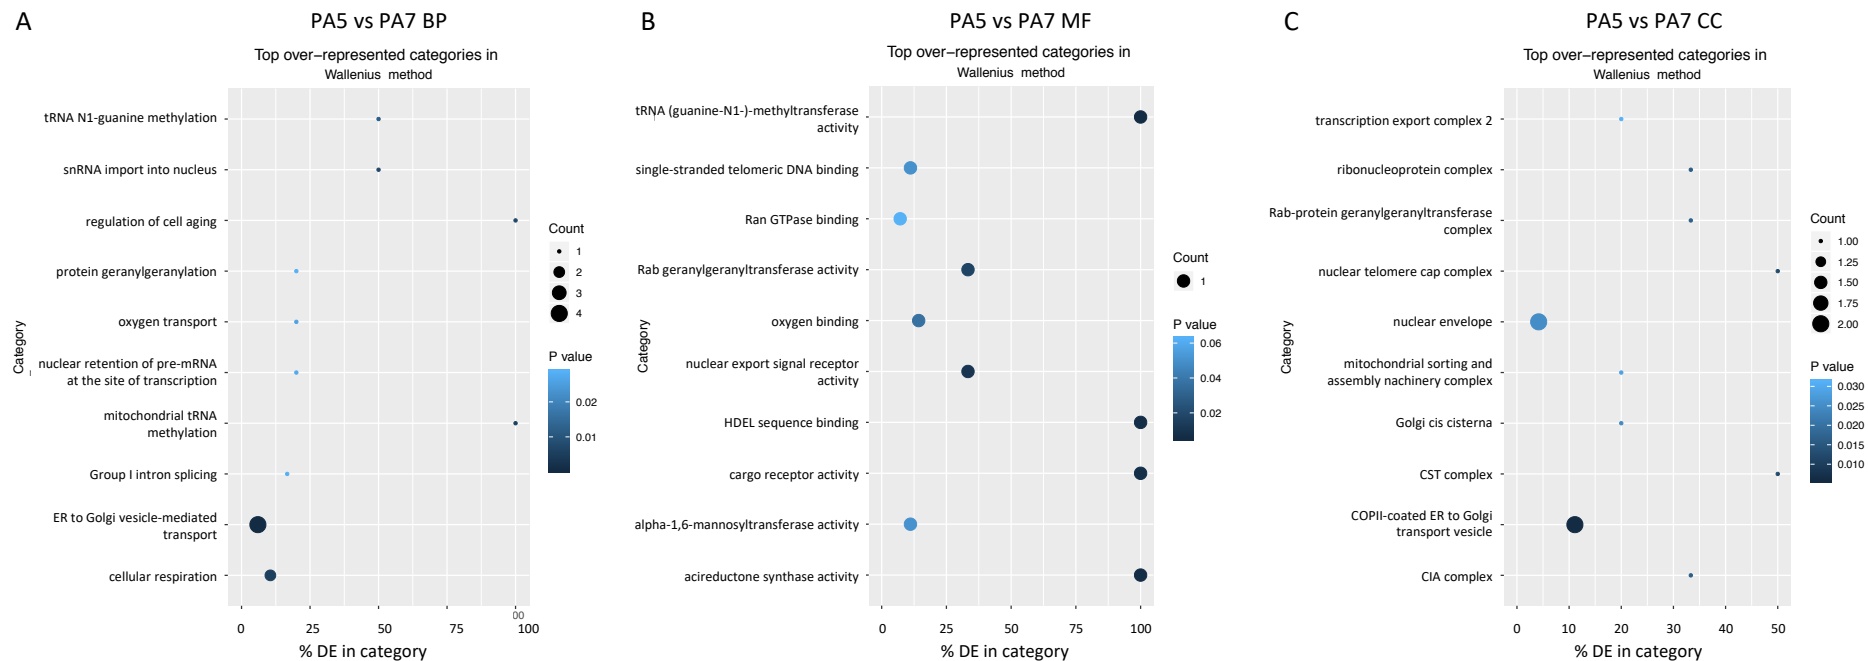 A
PA5 vs PA7 BP
Top over−represented categories in
Wallenius method
tRNA N1-guanine methylation
snRNA import into nucleus
regulation of cell aging
protein geranylgeranylation
oxygen transport
nuclear retention of pre-mRNA
at the site of transcription
mitochondrial tRNA
methylation
Group I intron splicing
ER to Golgi vesicle-mediated
transport
cellular respiration
Category
0
25
50
75
00
100
% DE in category
Count
1
2
3
4
P value
0.02
0.01
B
PA5 vs PA7 MF
Top over−represented categories in
Wallenius method
tRNA (guanine-N1-)-methyltransferase
activity
single-stranded telomeric DNA binding
Ran GTPase binding
Rab geranylgeranyltransferase activity
oxygen binding
nuclear export signal receptor
activity
HDEL sequence binding
cargo receptor activity
alpha-1,6-mannosyltransferase activity
acireductone synthase activity
Category
0
25
50
75
100
% DE in category
Count
1
P value
0.06
0.04
0.02
C
PA5 vs PA7 CC
Top over−represented categories in
Wallenius method
transcription export complex 2
ribonucleoprotein complex
Rab-protein geranylgeranyltransferase
complex
nuclear telomere cap complex
nuclear envelope
mitochondrial sorting and
assembly nachinery complex
Golgi cis cisterna
CST complex
COPII-coated ER to Golgi
transport vesicle
CIA complex
Category
0
10
20
30
40
50
% DE in category
Count
1.00
1.25
1.50
1.75
2.00
P value
0.030
0.025
0.020
0.015
0.010